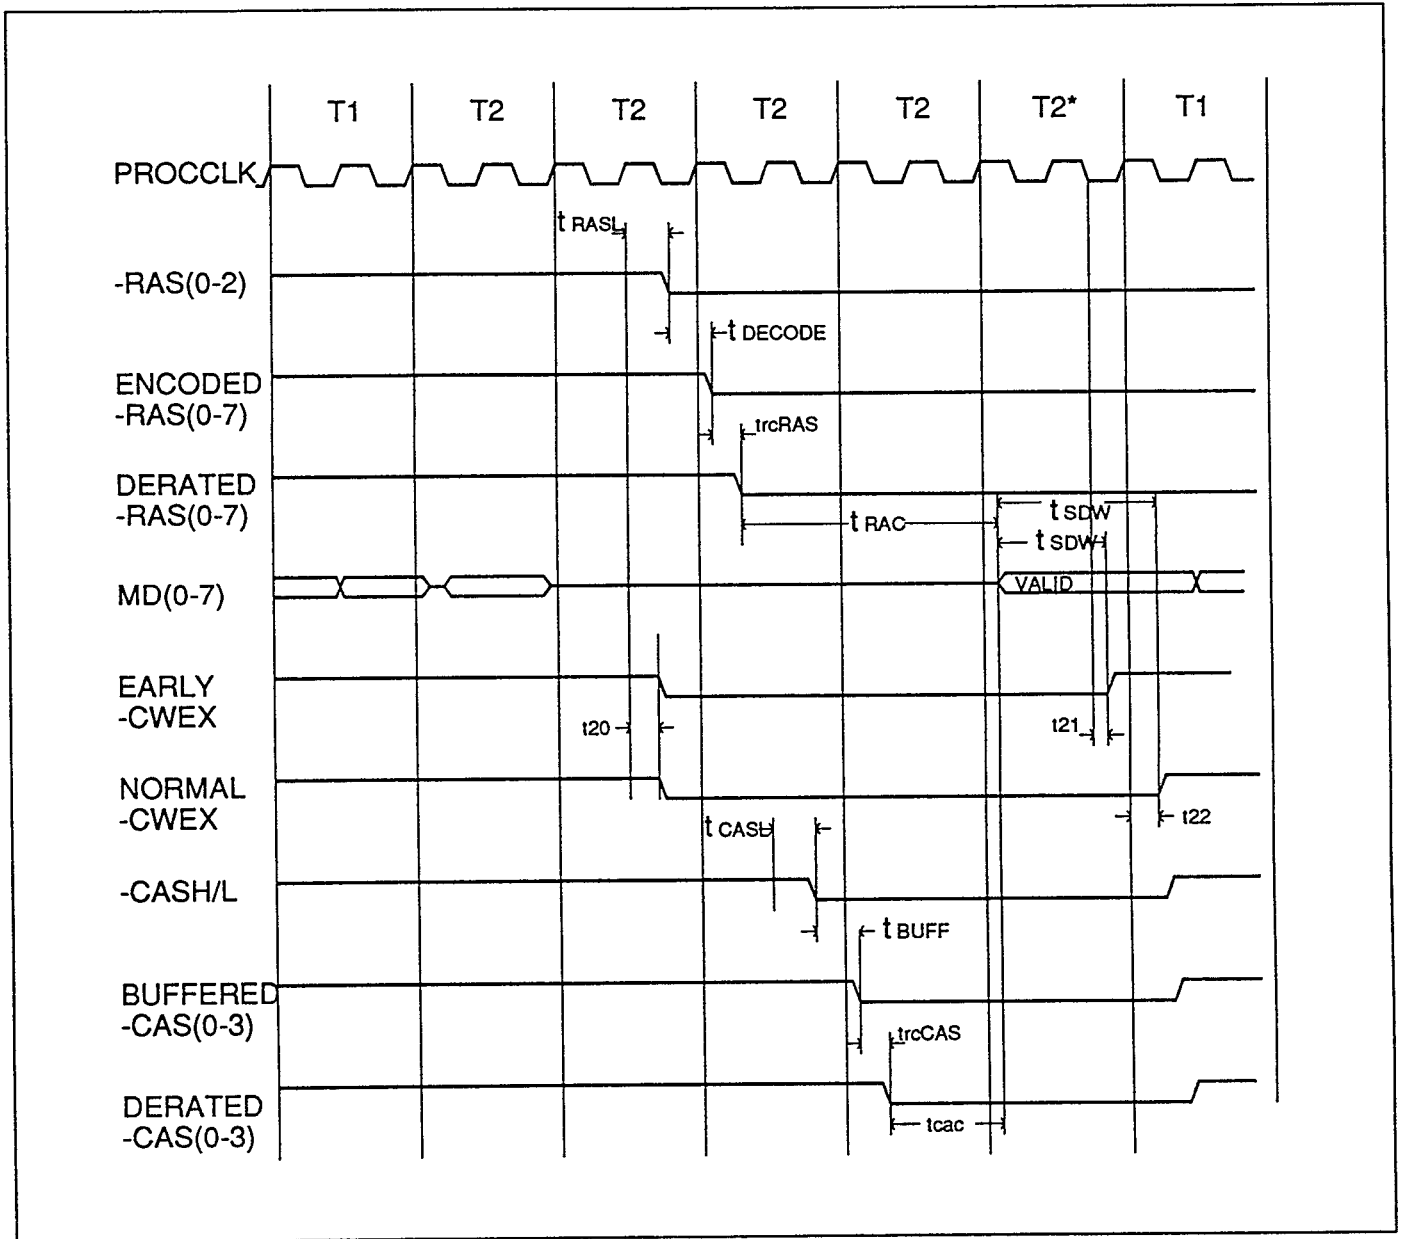 T1 T2 T2 T2 T2 T2* T1
PROCCLK
t RASL
-RAS(0-2)
t DECODE
ENCODED
-RAS(0-7)
trcRAS
DERATED
-RAS(0-7)
t SDW
t RAC
t SDW
MD(0-7)
VALID
EARLY
-CWEX
t20
t21
NORMAL
-CWEX
t22
t CASL
-CASH/L
t BUFF
BUFFERED
-CAS(0-3)
trcCAS
DERATED
-CAS(0-3)
tcac